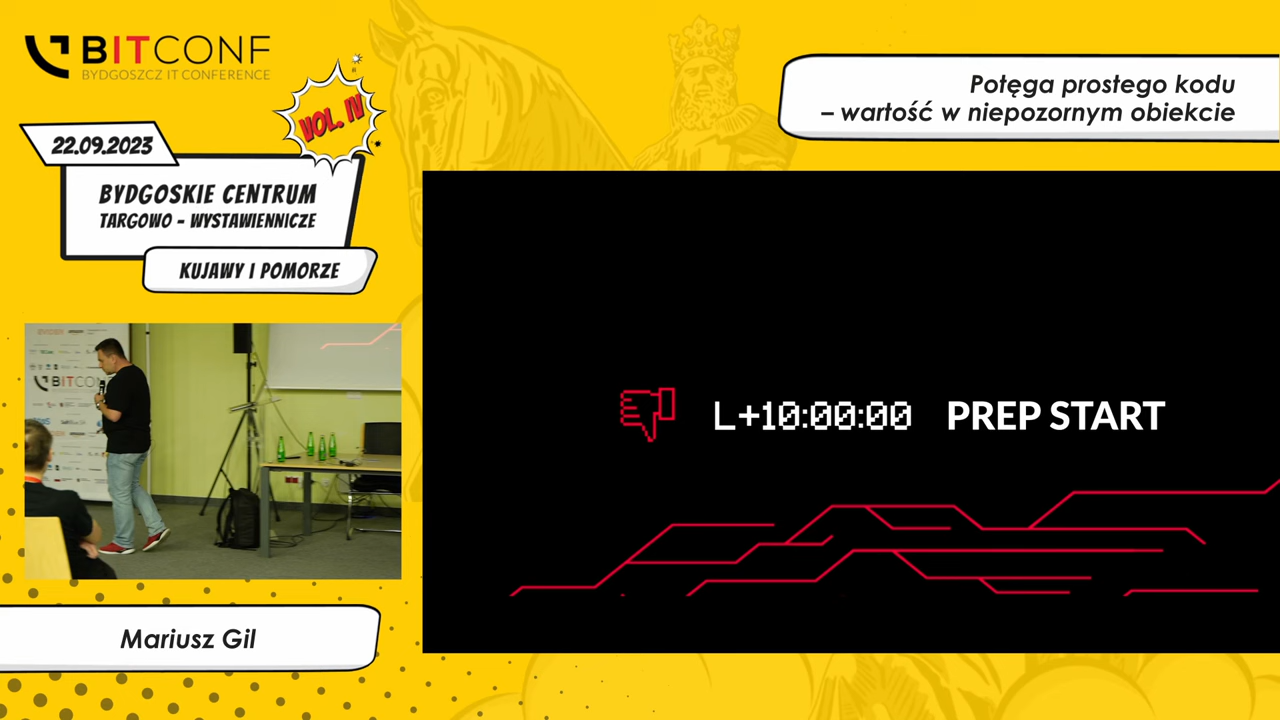 BITCONF
BYDGOSZCZ IT CONFERENCE
VOL. IV
22.09.2023
BYDGOSKIE CENTRUM
TARGOWO - WYSTAWIENNICZE
KUJAWY I POMORZE
Potęga prostego kodu
– wartość w niepozornym obiekcie
L+10:00:00 PREP START
BITCON
Mariusz Gil